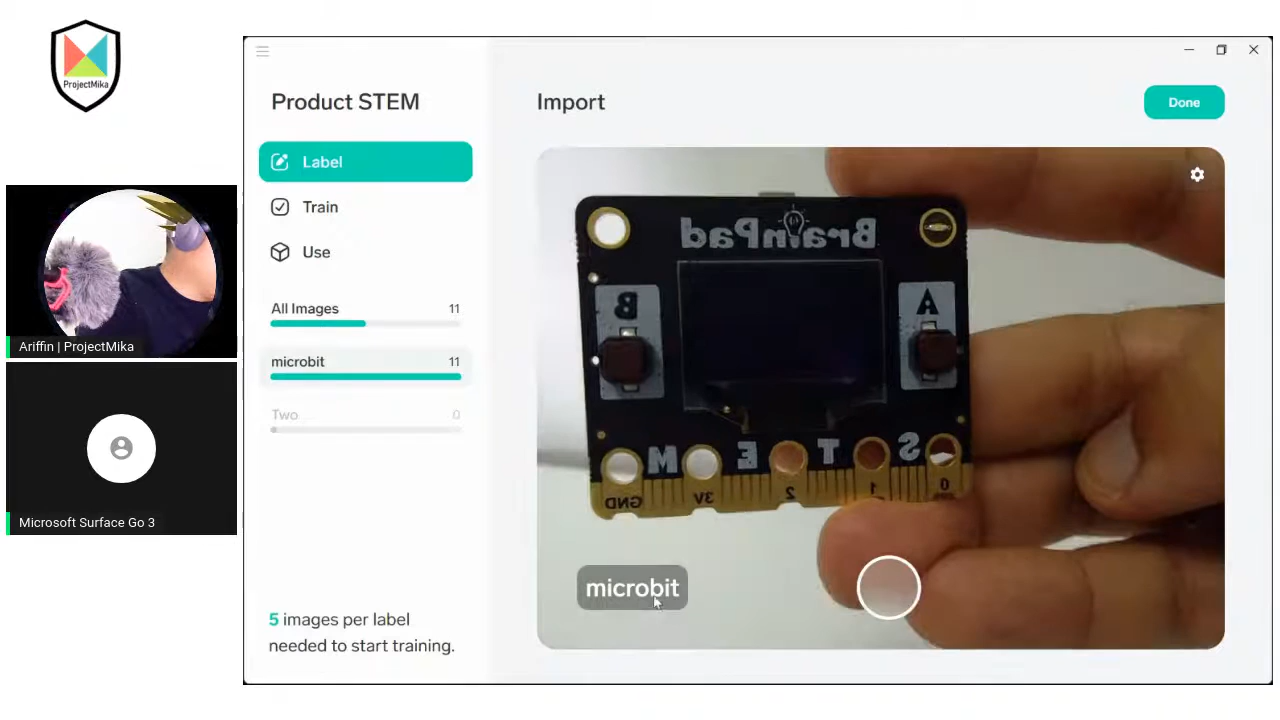 ProjectMika
Ariffin | ProjectMika
Microsoft Surface Go 3
Product STEM
Label
Train
Use
All Images 11
microbit 11
Two 0
5 images per label
needed to start training.
Import
Done
BrainPad
B A
M E T S
GND 3V 2 1 0
microbit